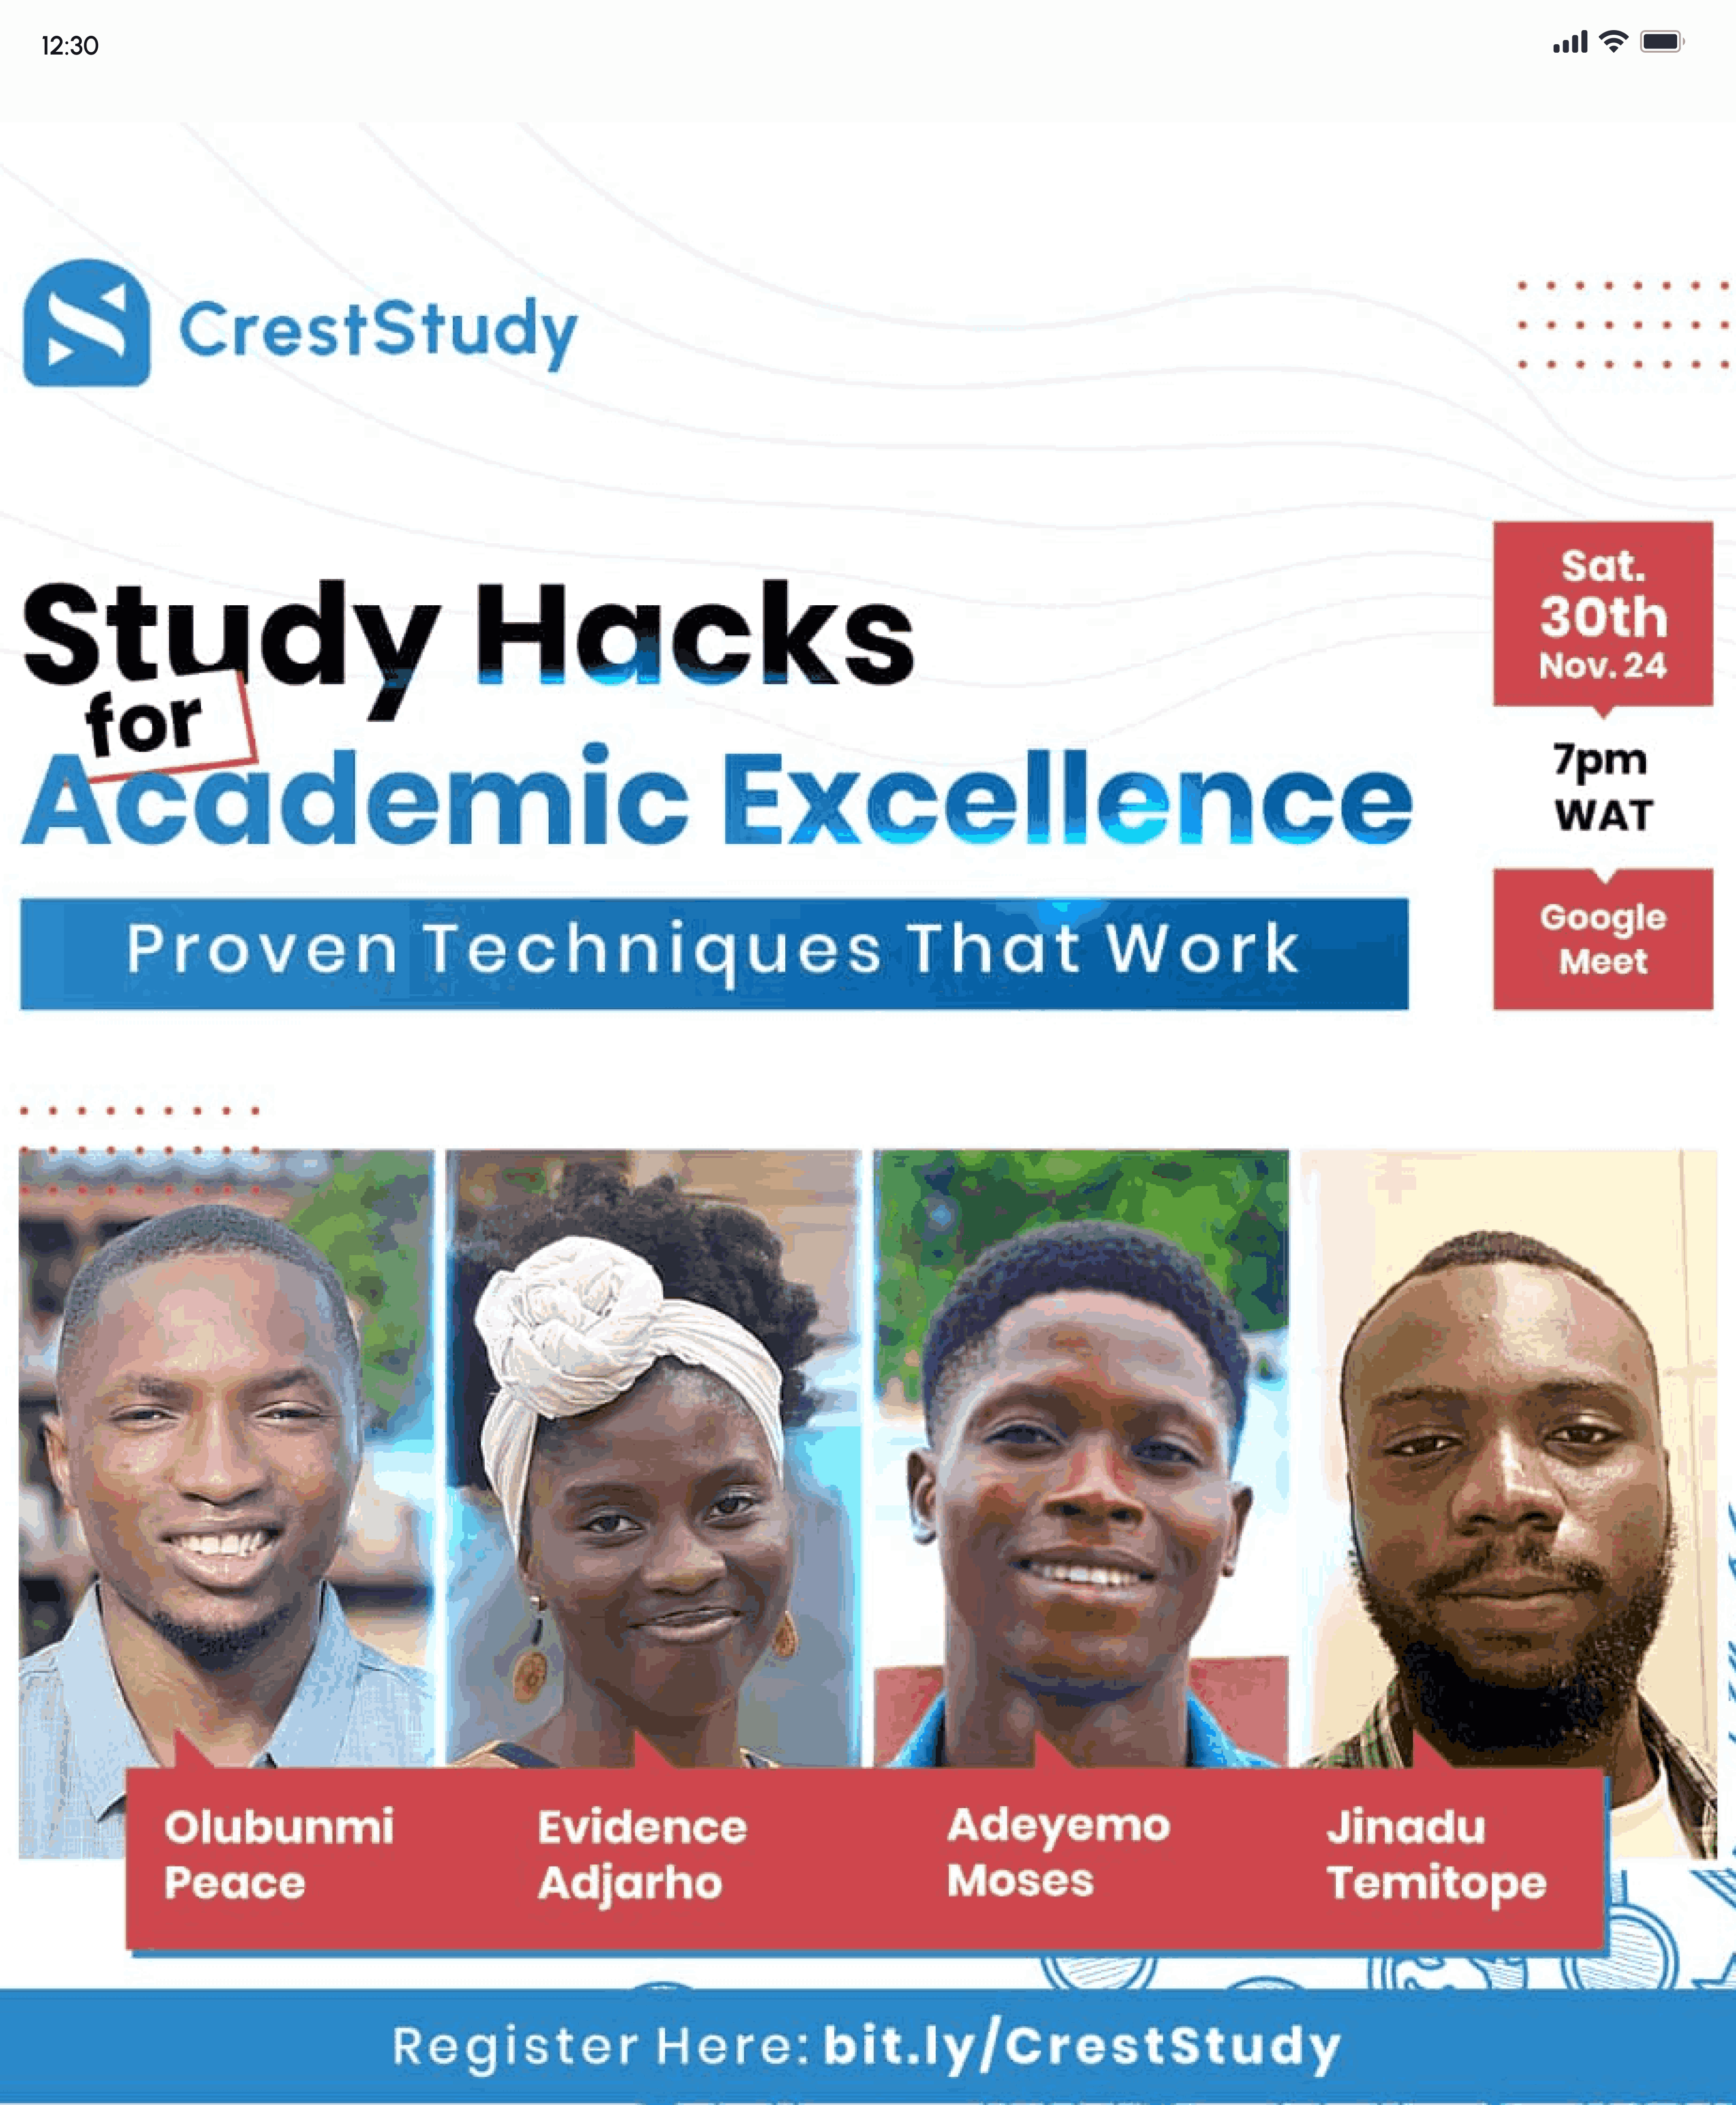 12:30
CrestStudy
Study Hacks
for
Academic Excellence
Proven Techniques That Work
Sat.
30th
Nov. 24
7pm
WAT
Google
Meet
Olubunmi
Peace
Evidence
Adjarho
Adeyemo
Moses
Jinadu
Temitope
Register Here: bit.ly/CrestStudy